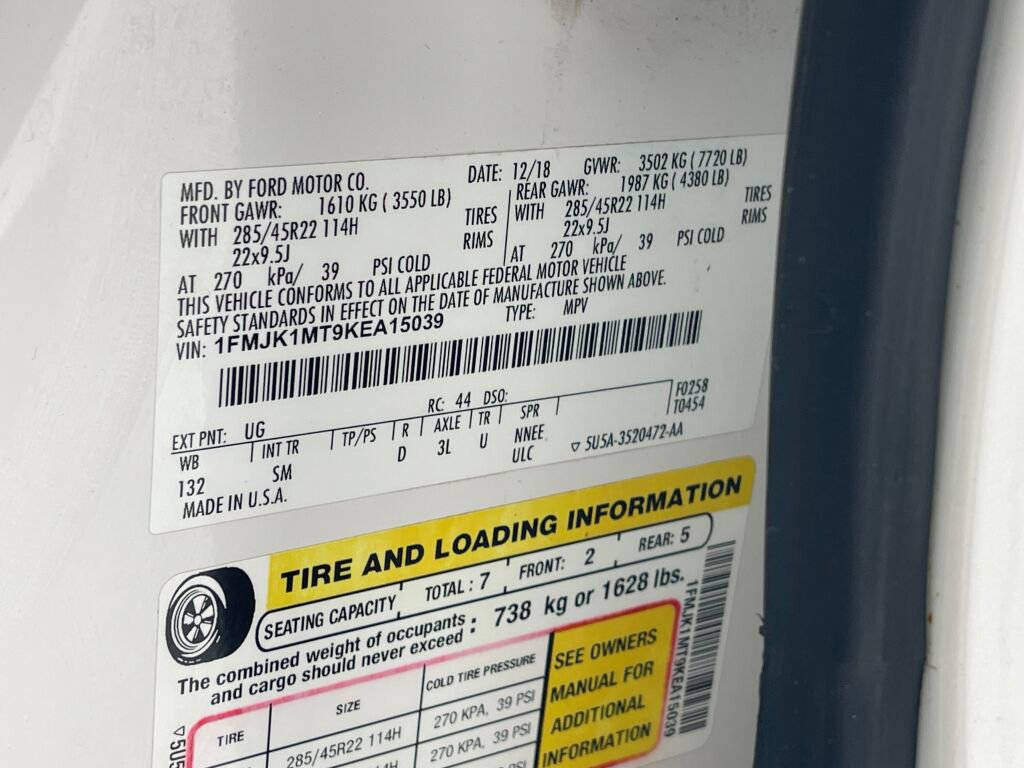 MFD. BY FORD MOTOR CO. DATE: 12/18 GVWR: 3502 KG ( 7720 LB)
FRONT GAWR: 1610 KG ( 3550 LB) REAR GAWR: 1987 KG ( 4380 LB)
WITH 285/45R22 114H TIRES WITH 285/45R22 114H TIRES
22x9.5J RIMS 22x9.5J RIMS
AT 270 kPa/ 39 PSI COLD AT 270 kPa/ 39 PSI COLD
THIS VEHICLE CONFORMS TO ALL APPLICABLE FEDERAL MOTOR VEHICLE
SAFETY STANDARDS IN EFFECT ON THE DATE OF MANUFACTURE SHOWN ABOVE.
VIN: 1FMJK1MT9KEA15039 TYPE: MPV
F0258
T0454
EXT PNT: UG RC: 44 DSO:
WB INT TR TP/PS R AXLE TR SPR
132 SM D 3L U NNEE
ULC
▽ 5U5A-3520472-AA
MADE IN U.S.A.
TIRE AND LOADING INFORMATION
SEATING CAPACITY TOTAL : 7 FRONT: 2 REAR: 5
The combined weight of occupants and cargo should never exceed : 738 kg or 1628 lbs.
TIRE SIZE COLD TIRE PRESSURE
285/45R22 114H 270 KPA, 39 PSI
270 KPA, 39 PSI
SEE OWNERS
MANUAL FOR
ADDITIONAL
INFORMATION
1FMJK1MT9KEA15039